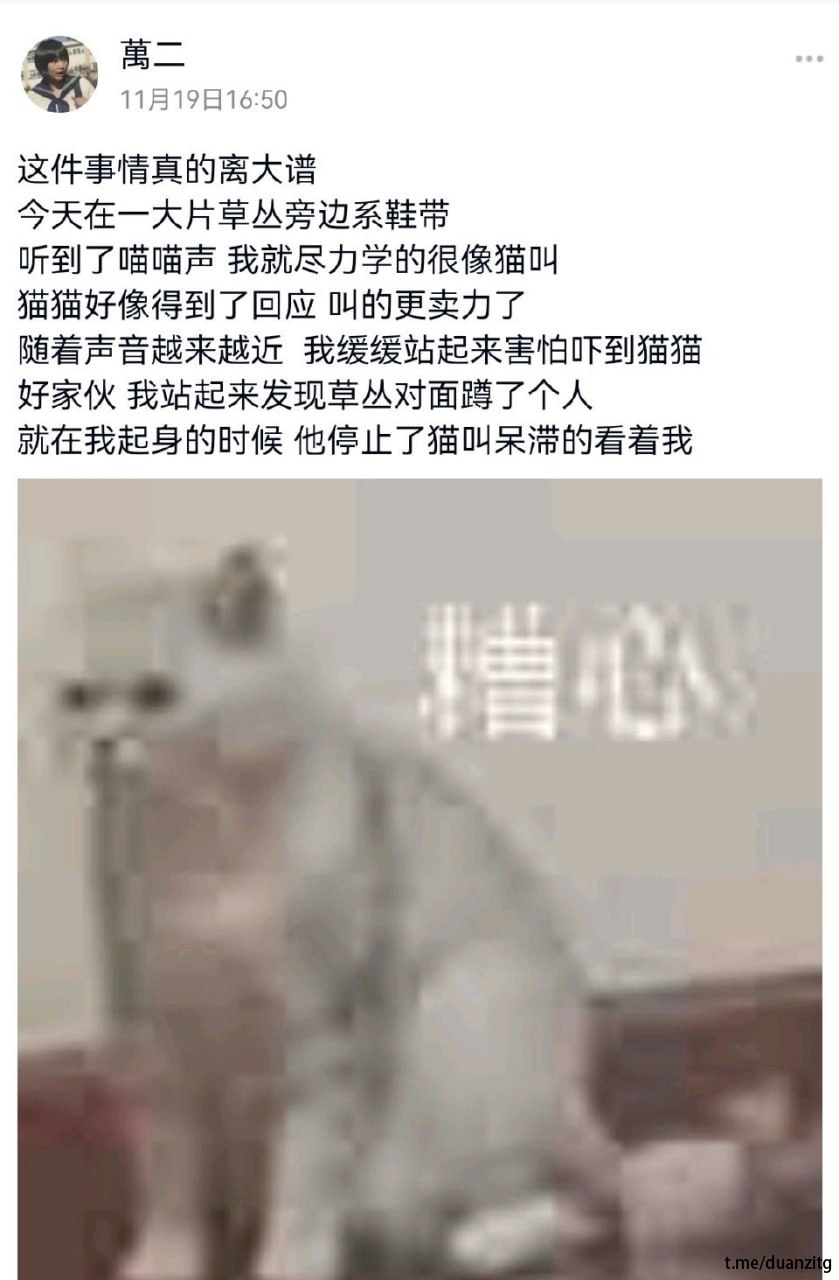 萬二
11月19日16:50
这件事情真的离大谱
今天在一大片草丛旁边系鞋带
听到了喵喵声 我就尽力学的很像猫叫
猫猫好像得到了回应 叫的更卖力了
随着声音越来越近 我缓缓站起来害怕吓到猫猫
好家伙 我站起来发现草丛对面蹲了个人
就在我起身的时候 他停止了猫叫呆滞的看着我
糟心
t.me/duanzitg